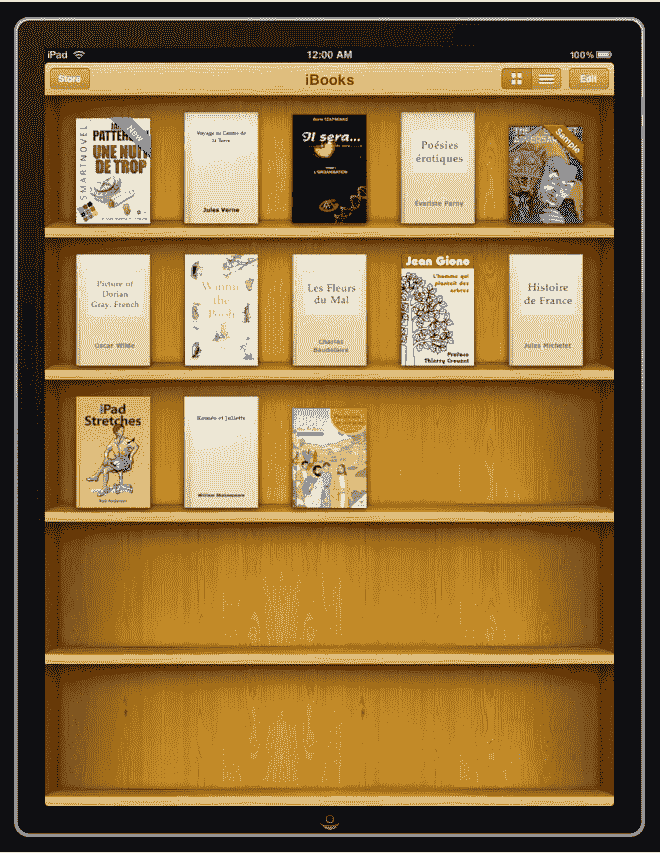 iPad
12:00 AM
100%
Store
iBooks
Edit
SMARTNOVEL
New
PATTER
UNE NUIT
DE TROP
Voyage au Centre de
la Terre
Jules Verne
Il sera...
L'ORGANISATION
Poésies
érotiques
Évariste Parny
Sample
Picture of
Dorian
Gray, French
Oscar Wilde
Winnie
the
Pooh
Les Fleurs
du Mal
Charles
Baudelaire
Jean Giono
L'homme qui
plantait des
arbres
Préface
Thierry Crouzet
Histoire
de France
Jules Michelet
iPad
Stretches
Roméo et Juliette
William Shakespeare